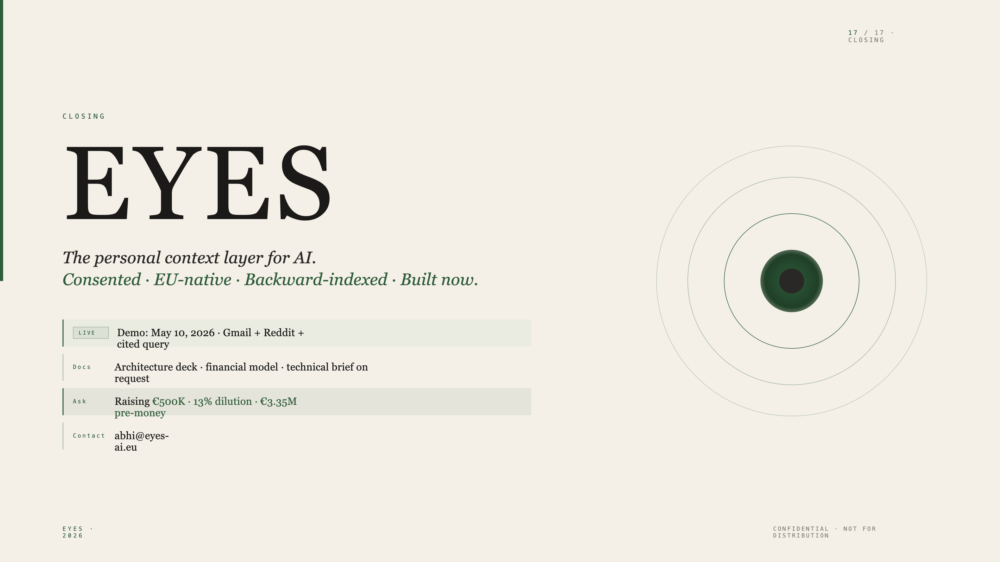 17 / 17 ·
CLOSING
CLOSING
EYES
The personal context layer for AI.
Consented · EU-native · Backward-indexed · Built now.
LIVE
Demo: May 10, 2026 · Gmail + Reddit +
cited query
Docs
Architecture deck · financial model · technical brief on
request
Ask
Raising €500K · 13% dilution · €3.35M
pre-money
Contact
abhi@eyes-
ai.eu
EYES ·
2026
CONFIDENTIAL · NOT FOR
DISTRIBUTION